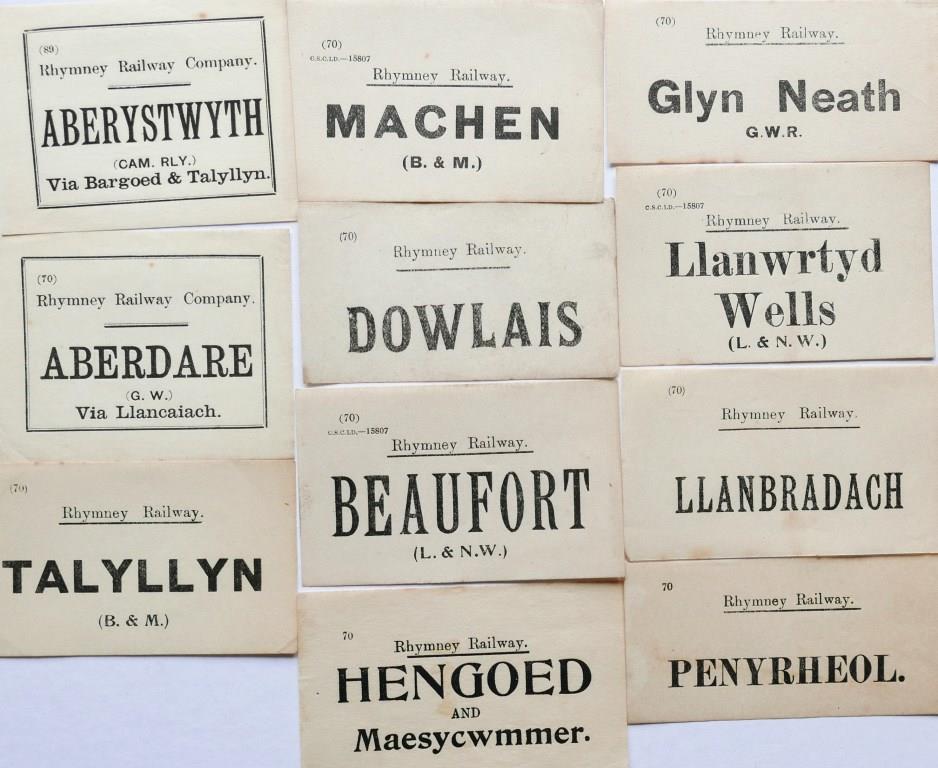 (89)
Rhymney Railway Company.
ABERYSTWYTH
(CAM. RLY.)
Via Bargoed & Talyllyn.
(70)
Rhymney Railway Company.
ABERDARE
(G. W.)
Via Llancaiach.
(70)
Rhymney Railway.
TALYLLYN
(B. & M.)
(70)
C.S.C.I.D.—15807
Rhymney Railway.
MACHEN
(B. & M.)
(70)
Rhymney Railway.
DOWLAIS
(70)
C.S.C.I.D.—15807
Rhymney Railway.
BEAUFORT
(L. & N.W.)
70
Rhymney Railway.
HENGOED
AND
Maesycwmmer.
(70)
Rhymney Railway.
Glyn Neath
G.W.R.
(70)
C.S.C.I.D.—15807
Rhymney Railway.
Llanwrtyd
Wells
(L. & N.W.)
(70)
Rhymney Railway.
LLANBRADACH
70
Rhymney Railway.
PENYRHEOL.